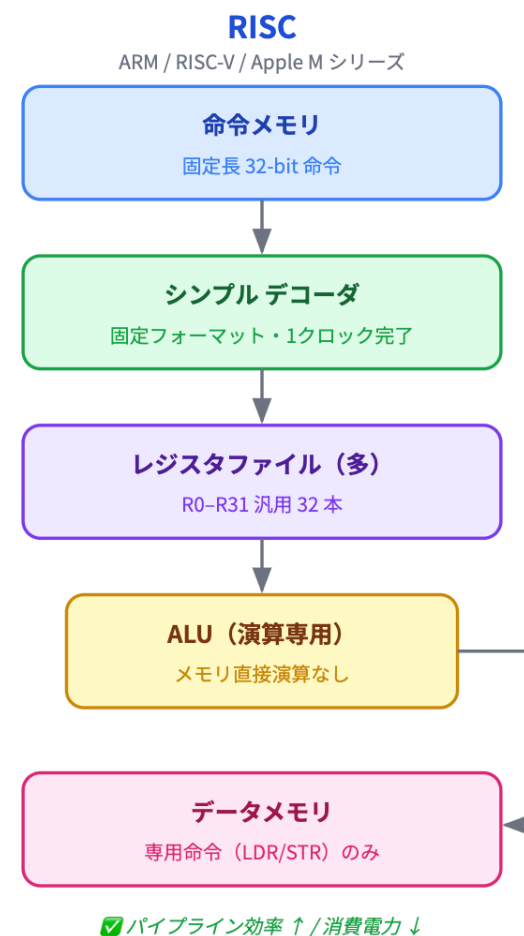 RISC
ARM / RISC-V / Apple M シリーズ
命令メモリ
固定長 32-bit 命令
シンプル デコーダ
固定フォーマット・1クロック完了
レジスタファイル（多）
R0–R31 汎用 32 本
ALU（演算専用）
メモリ直接演算なし
データメモリ
専用命令（LDR/STR）のみ
✅ パイプライン効率 ↑ / 消費電力 ↓